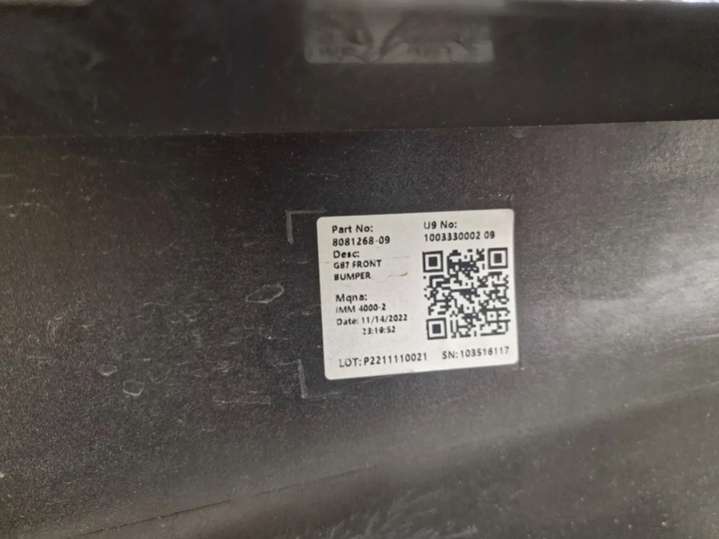 Part No:
8081268-09
Desc:
G87 FRONT
BUMPER
Mqna:
IMM 4000-2
Date: 11/14/2022
23:19:52
U9 No:
1003330002 09
LOT: P2211110021
SN: 103516117